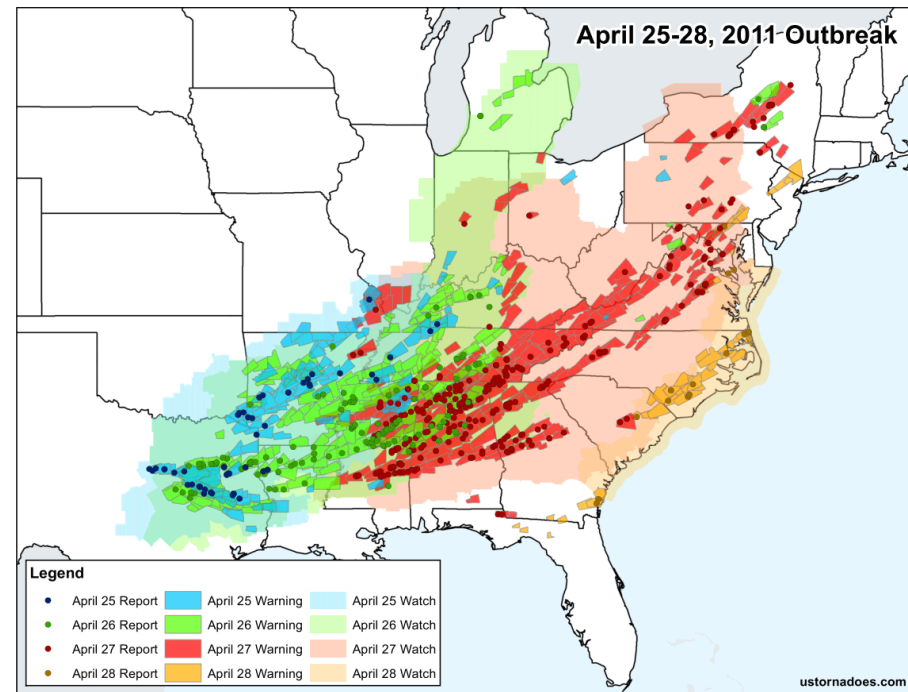 April 25-28, 2011 Outbreak
Legend
April 25 Report April 25 Warning April 25 Watch
April 26 Report April 26 Warning April 26 Watch
April 27 Report April 27 Warning April 27 Watch
April 28 Report April 28 Warning April 28 Watch
ustornadoes.com